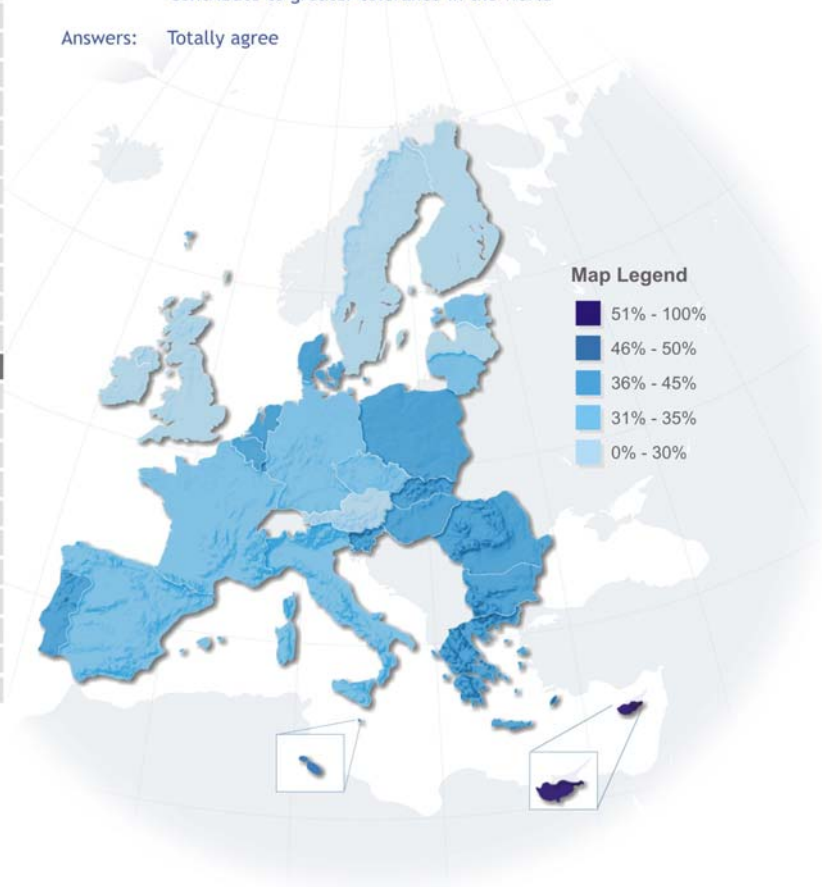 Answers: Totally agree
Map Legend
51% - 100%
46% - 50%
36% - 45%
31% - 35%
0% - 30%